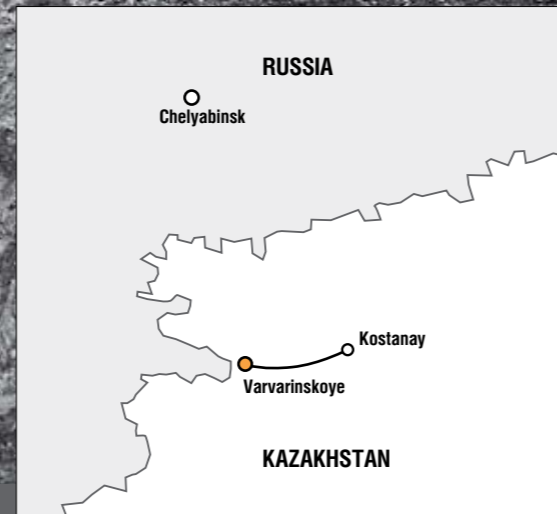 RUSSIA
Chelyabinsk
Kostanay
Varvarinskoye
KAZAKHSTAN